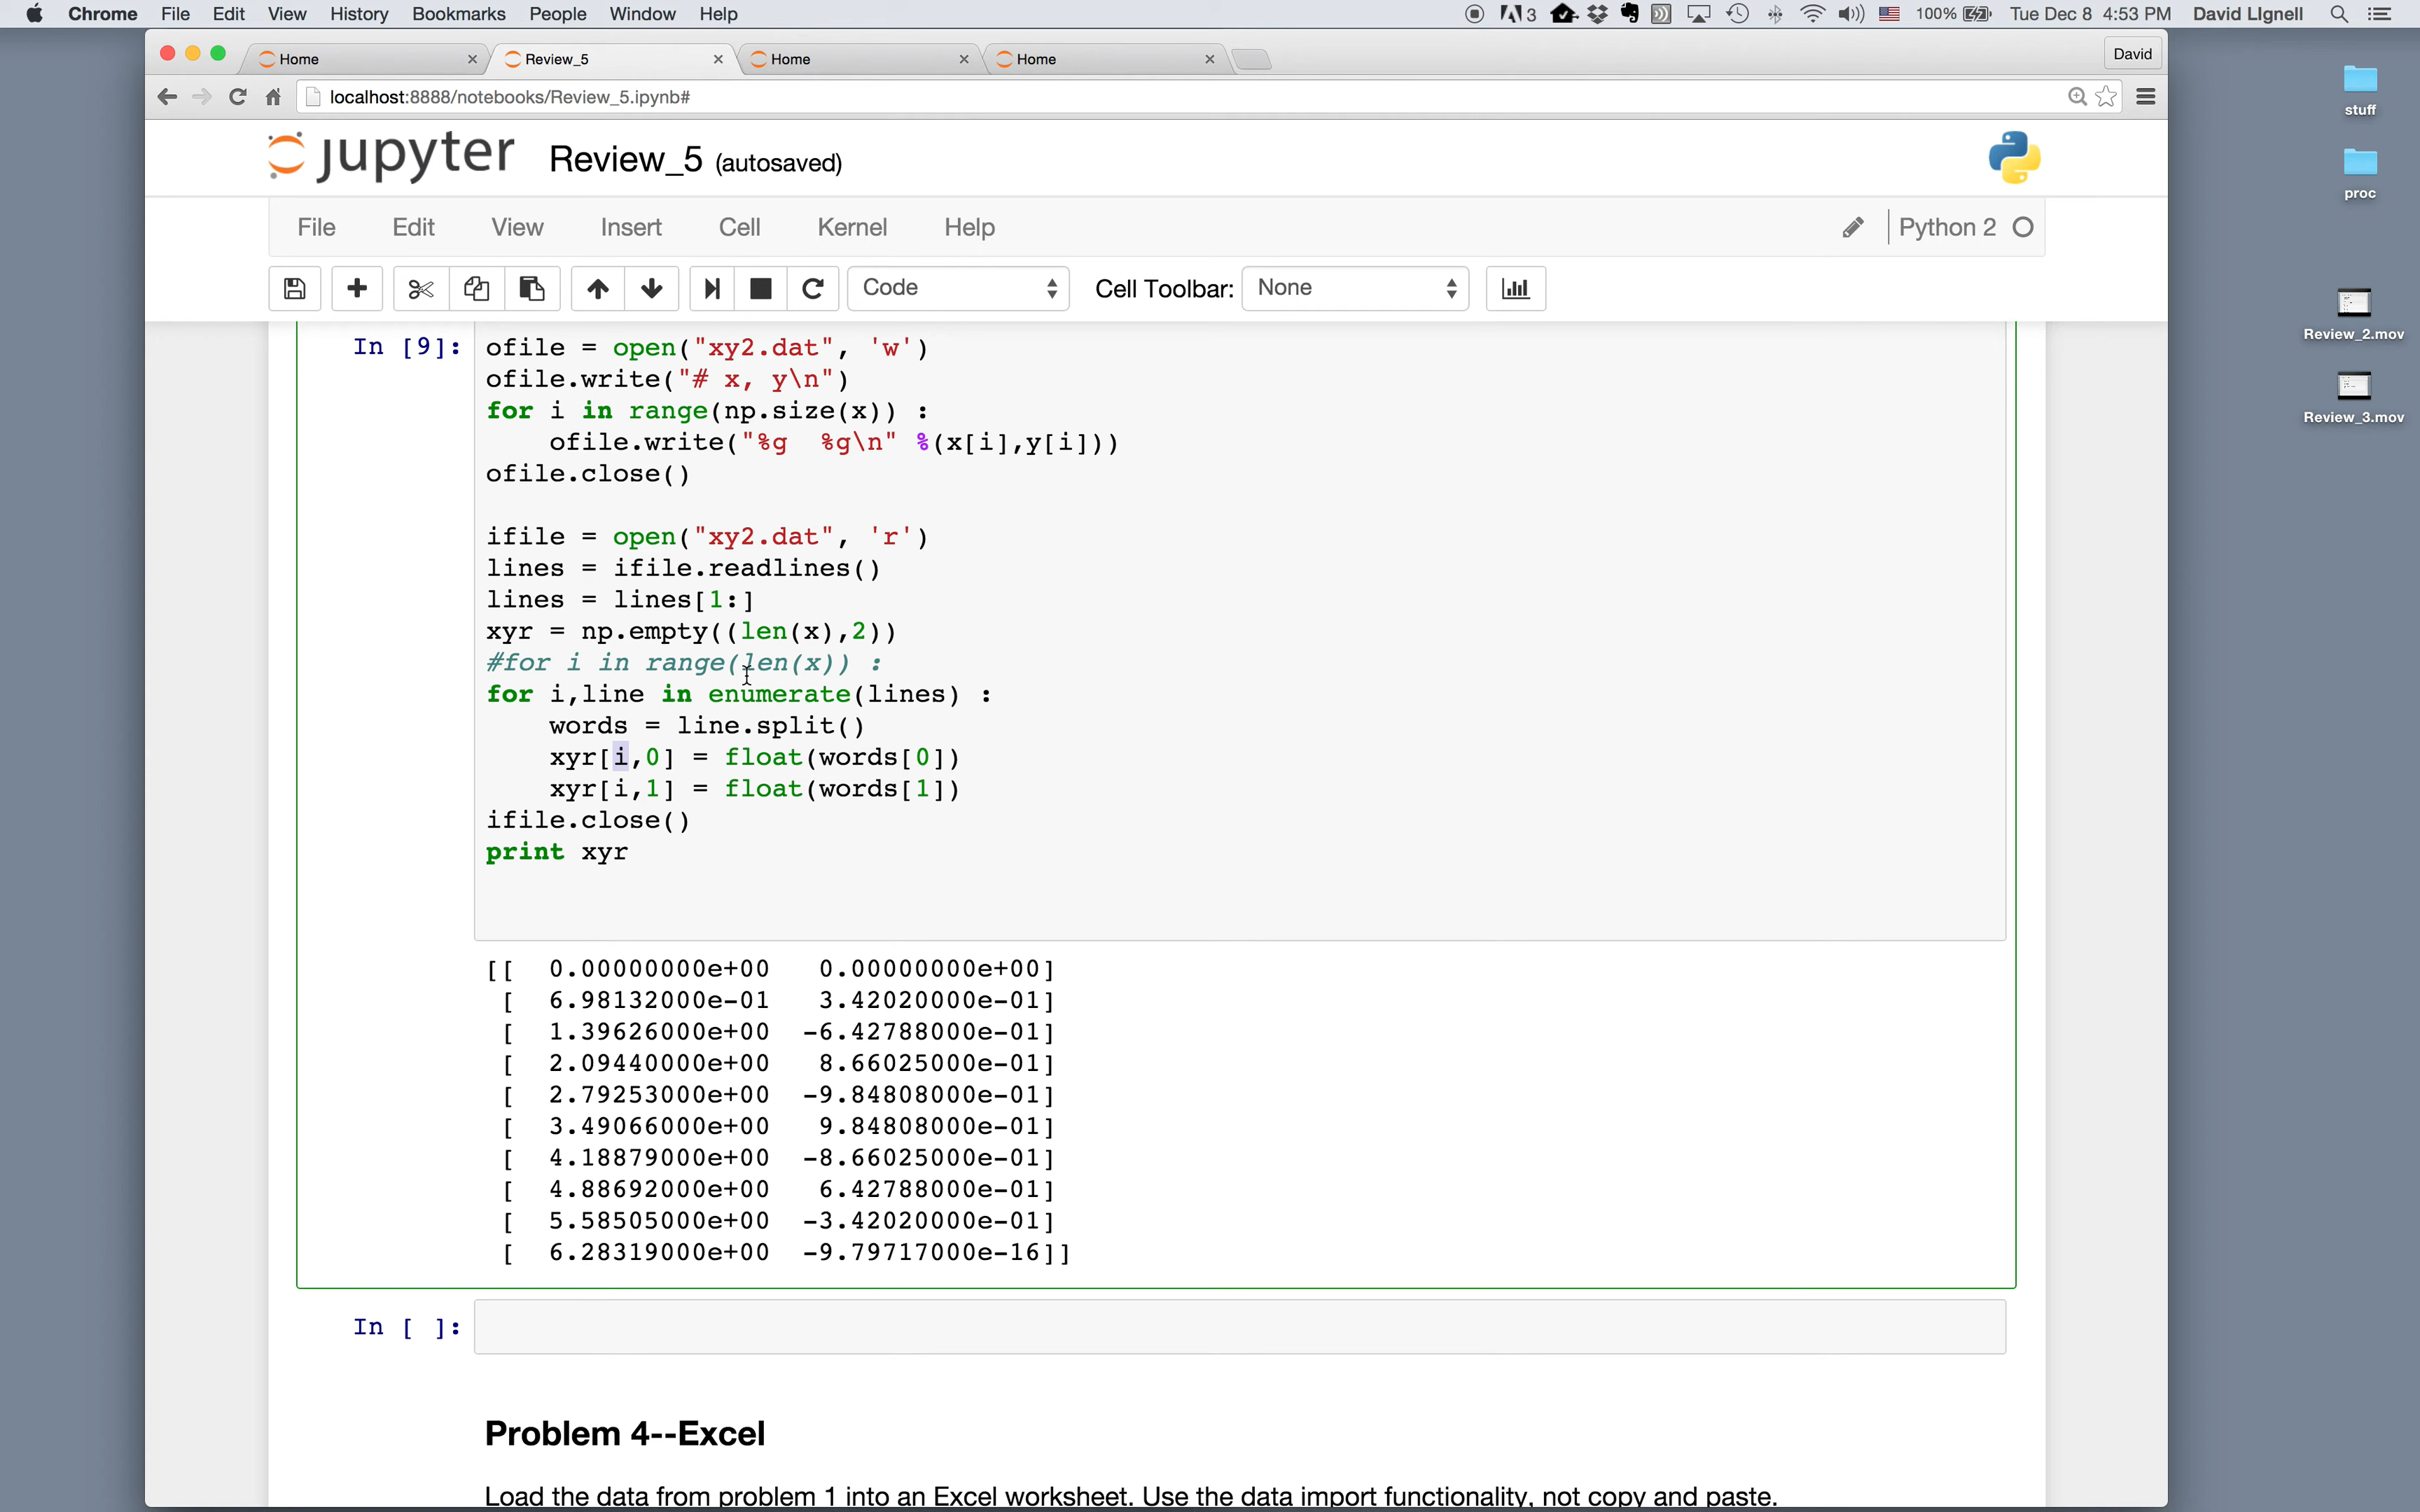 Chrome File Edit View History Bookmarks People Window Help 3 100% Tue Dec 8 4:53 PM David LIgnell
Home Review_5 Home Home David
localhost:8888/notebooks/Review_5.ipynb#
jupyter Review_5 (autosaved)
File Edit View Insert Cell Kernel Help Python 2
Code Cell Toolbar: None
In [9]: ofile = open("xy2.dat", 'w')
ofile.write("# x, y\n")
for i in range(np.size(x)) :
    ofile.write("%g  %g\n" %(x[i],y[i]))
ofile.close()
ifile = open("xy2.dat", 'r')
lines = ifile.readlines()
lines = lines[1:]
xyr = np.empty((len(x),2))
#for i in range(len(x)) :
for i,line in enumerate(lines) :
    words = line.split()
    xyr[i,0] = float(words[0])
    xyr[i,1] = float(words[1])
ifile.close()
print xyr
[[  0.00000000e+00   0.00000000e+00]
 [  6.98132000e-01   3.42020000e-01]
 [  1.39626000e+00  -6.42788000e-01]
 [  2.09440000e+00   8.66025000e-01]
 [  2.79253000e+00  -9.84808000e-01]
 [  3.49066000e+00   9.84808000e-01]
 [  4.18879000e+00  -8.66025000e-01]
 [  4.88692000e+00   6.42788000e-01]
 [  5.58505000e+00  -3.42020000e-01]
 [  6.28319000e+00  -9.79717000e-16]]
In [ ]:
Problem 4--Excel
Load the data from problem 1 into an Excel worksheet. Use the data import functionality, not copy and paste.
stuff
proc
Review_2.mov
Review_3.mov